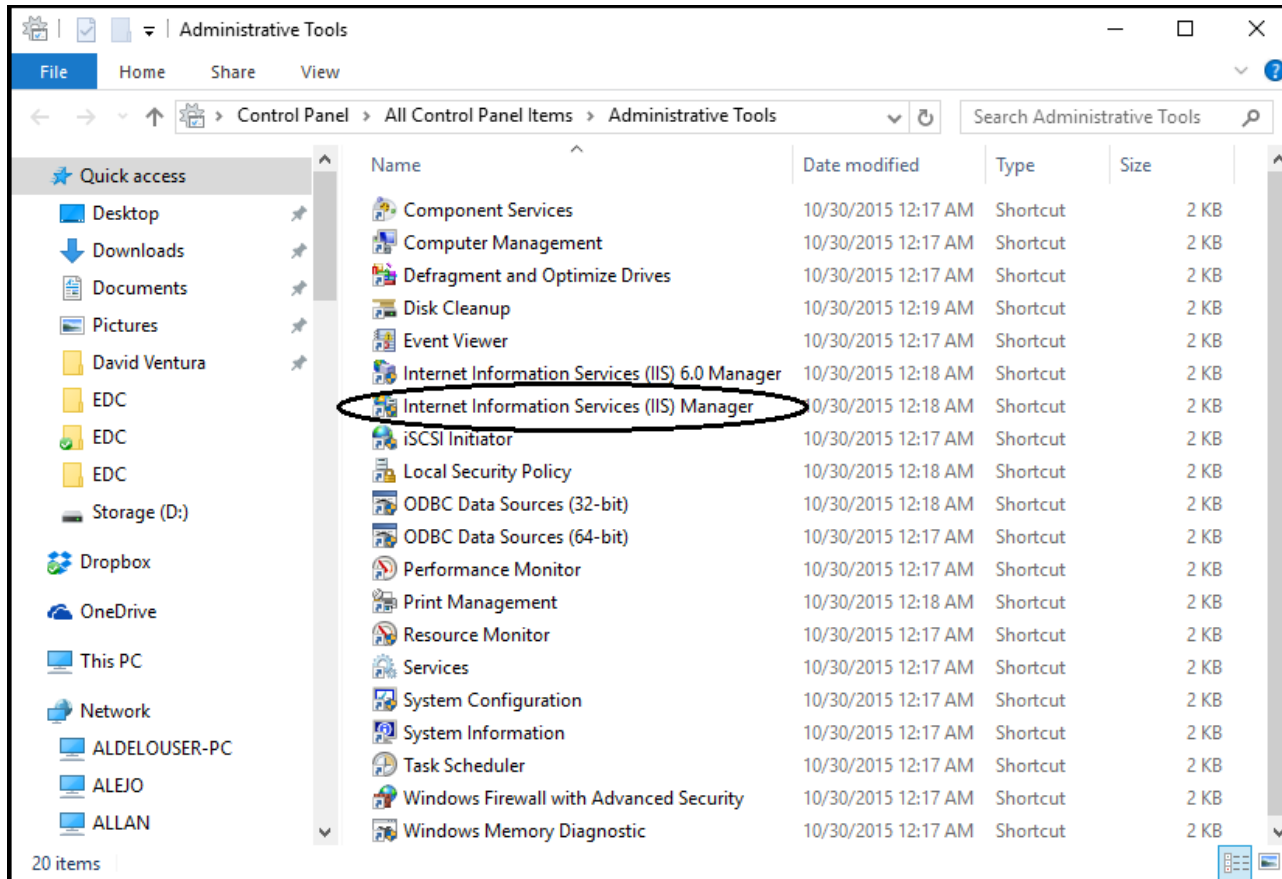 Administrative Tools
File Home Share View ?
Control Panel > All Control Panel Items > Administrative Tools Search Administrative Tools
Name Date modified Type Size
Quick access
Desktop
Downloads
Documents
Pictures
David Ventura
EDC
EDC
EDC
Storage (D:)
Dropbox
OneDrive
This PC
Network
ALDELOUSER-PC
ALEJO
ALLAN
Component Services 10/30/2015 12:17 AM Shortcut 2 KB
Computer Management 10/30/2015 12:17 AM Shortcut 2 KB
Defragment and Optimize Drives 10/30/2015 12:17 AM Shortcut 2 KB
Disk Cleanup 10/30/2015 12:19 AM Shortcut 2 KB
Event Viewer 10/30/2015 12:17 AM Shortcut 2 KB
Internet Information Services (IIS) 6.0 Manager 10/30/2015 12:18 AM Shortcut 2 KB
Internet Information Services (IIS) Manager 10/30/2015 12:18 AM Shortcut 2 KB
iSCSI Initiator 10/30/2015 12:17 AM Shortcut 2 KB
Local Security Policy 10/30/2015 12:18 AM Shortcut 2 KB
ODBC Data Sources (32-bit) 10/30/2015 12:18 AM Shortcut 2 KB
ODBC Data Sources (64-bit) 10/30/2015 12:17 AM Shortcut 2 KB
Performance Monitor 10/30/2015 12:17 AM Shortcut 2 KB
Print Management 10/30/2015 12:18 AM Shortcut 2 KB
Resource Monitor 10/30/2015 12:17 AM Shortcut 2 KB
Services 10/30/2015 12:17 AM Shortcut 2 KB
System Configuration 10/30/2015 12:17 AM Shortcut 2 KB
System Information 10/30/2015 12:17 AM Shortcut 2 KB
Task Scheduler 10/30/2015 12:17 AM Shortcut 2 KB
Windows Firewall with Advanced Security 10/30/2015 12:17 AM Shortcut 2 KB
Windows Memory Diagnostic 10/30/2015 12:17 AM Shortcut 2 KB
20 items